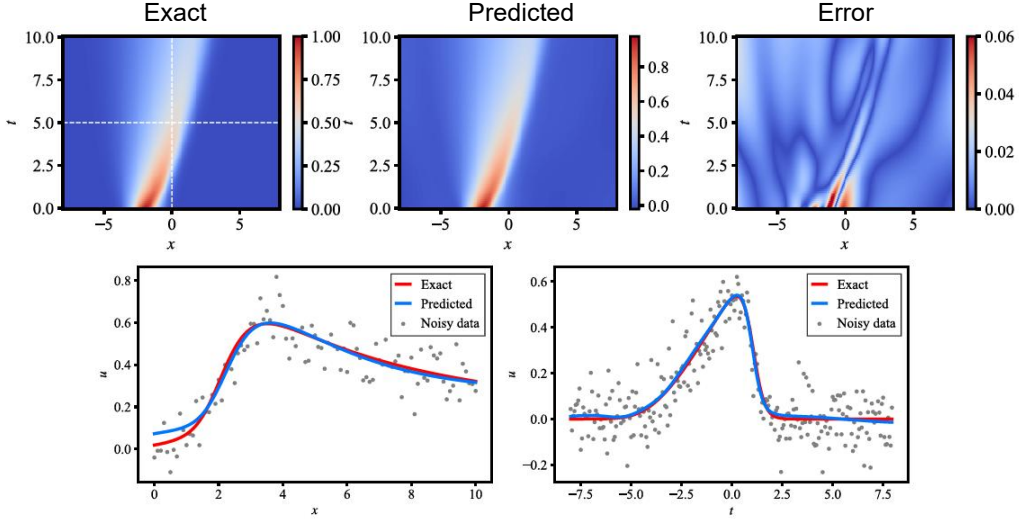 Exact Predicted Error
10.0
7.5
5.0
2.5
0.0
t
−5 0 5
x
1.00
0.75
0.50
0.25
0.00
10.0
7.5
5.0
2.5
0.0
t
−5 0 5
x
0.8
0.6
0.4
0.2
0.0
10.0
7.5
5.0
2.5
0.0
t
−5 0 5
x
0.06
0.04
0.02
0.00
0.8
0.6
0.4
0.2
0.0
u
Exact
Predicted
Noisy data
0 2 4 6 8 10
x
0.6
0.4
0.2
0.0
−0.2
u
Exact
Predicted
Noisy data
−7.5 −5.0 −2.5 0.0 2.5 5.0 7.5
t